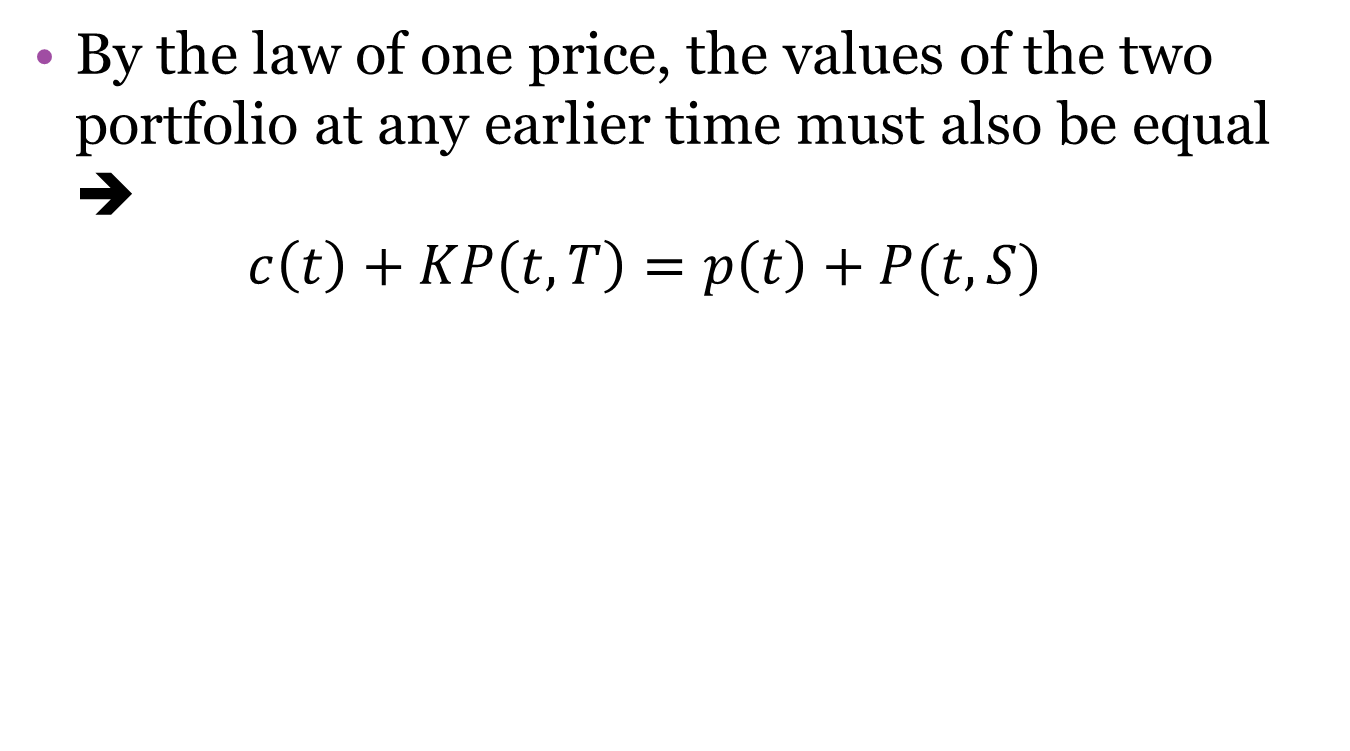 • By the law of one price, the values of the two
portfolio at any earlier time must also be equal
➔
c(t) + KP(t, T) = p(t) + P(t, S)